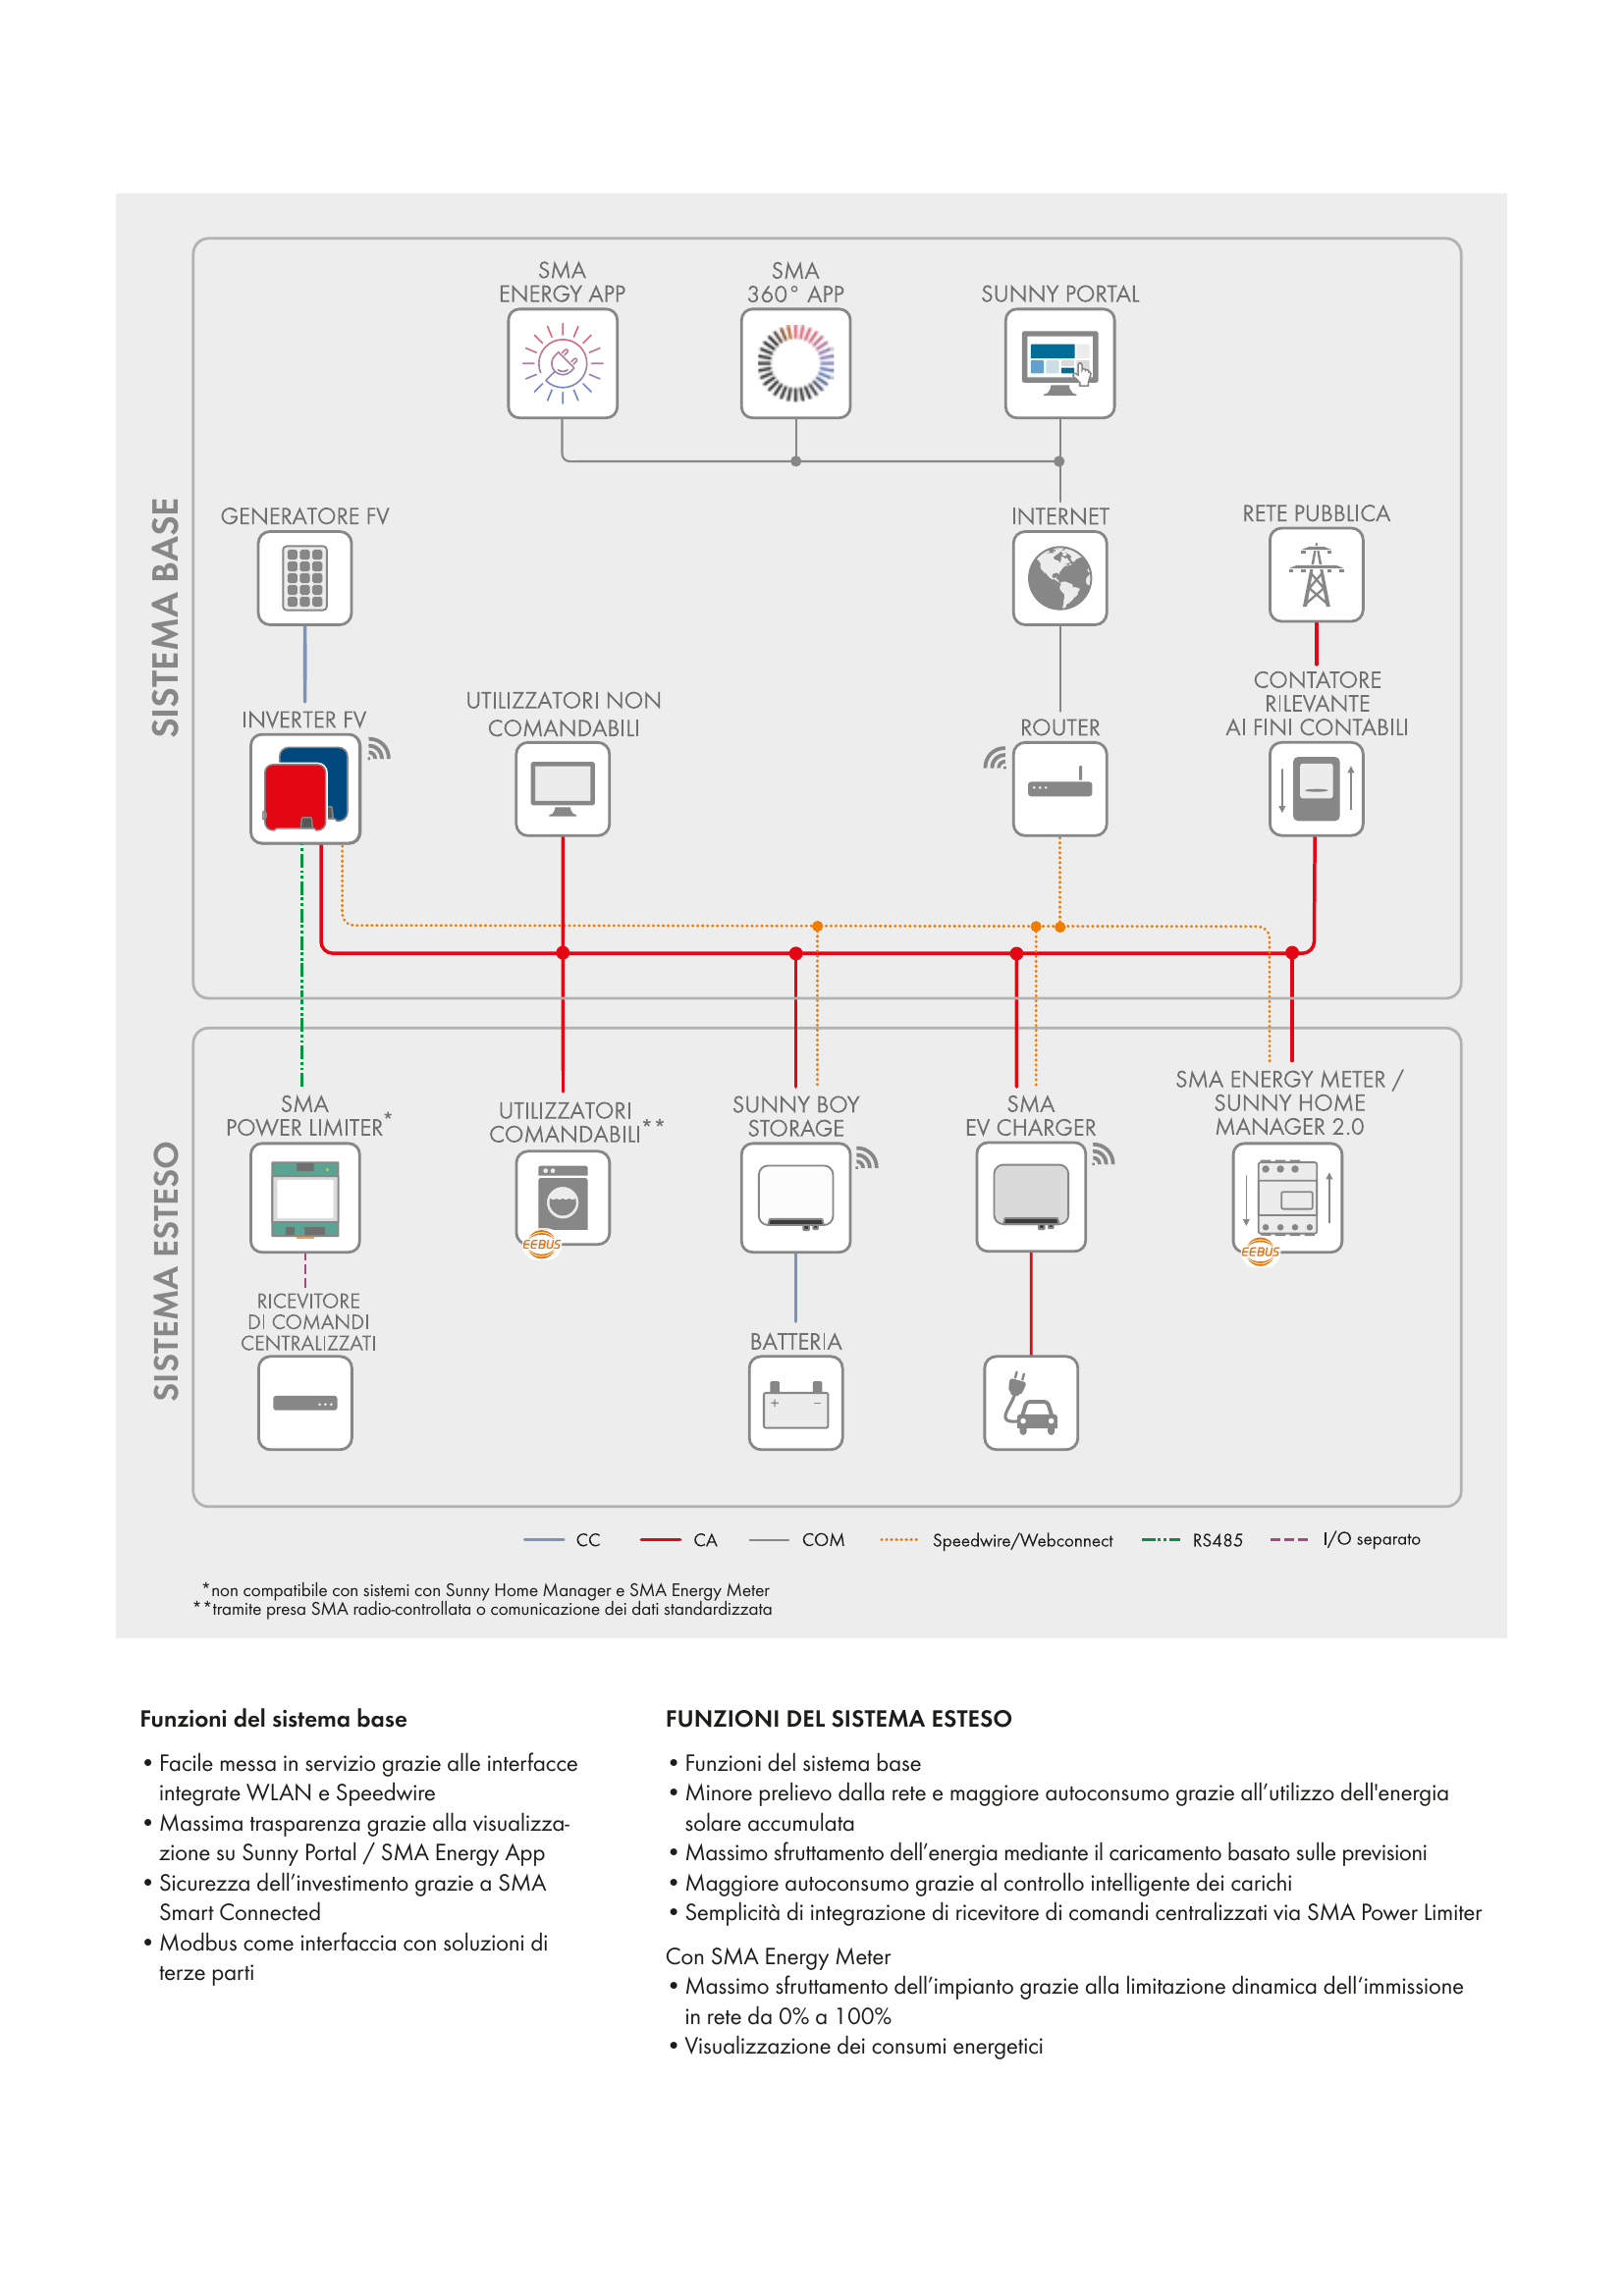 SISTEMA BASE
SMA
ENERGY APP
SMA
360° APP
SUNNY PORTAL
GENERATORE FV
INTERNET
RETE PUBBLICA
INVERTER FV
UTILIZZATORI NON
COMANDABILI
ROUTER
CONTATORE
RILEVANTE
AI FINI CONTABILI
SISTEMA ESTESO
SMA
POWER LIMITER*
UTILIZZATORI
COMANDABILI**
SUNNY BOY
STORAGE
SMA
EV CHARGER
SMA ENERGY METER /
SUNNY HOME
MANAGER 2.0
EEBUS
EEBUS
RICEVITORE
DI COMANDI
CENTRALIZZATI
BATTERIA
+ −
CC
CA
COM
Speedwire/Webconnect
RS485
I/O separato
*non compatibile con sistemi con Sunny Home Manager e SMA Energy Meter
**tramite presa SMA radio-controllata o comunicazione dei dati standardizzata
Funzioni del sistema base
• Facile messa in servizio grazie alle interfacce
integrate WLAN e Speedwire
• Massima trasparenza grazie alla visualizza-
zione su Sunny Portal / SMA Energy App
• Sicurezza dell’investimento grazie a SMA
Smart Connected
• Modbus come interfaccia con soluzioni di
terze parti
FUNZIONI DEL SISTEMA ESTESO
• Funzioni del sistema base
• Minore prelievo dalla rete e maggiore autoconsumo grazie all’utilizzo dell'energia
solare accumulata
• Massimo sfruttamento dell’energia mediante il caricamento basato sulle previsioni
• Maggiore autoconsumo grazie al controllo intelligente dei carichi
• Semplicità di integrazione di ricevitore di comandi centralizzati via SMA Power Limiter
Con SMA Energy Meter
• Massimo sfruttamento dell’impianto grazie alla limitazione dinamica dell’immissione
in rete da 0% a 100%
• Visualizzazione dei consumi energetici